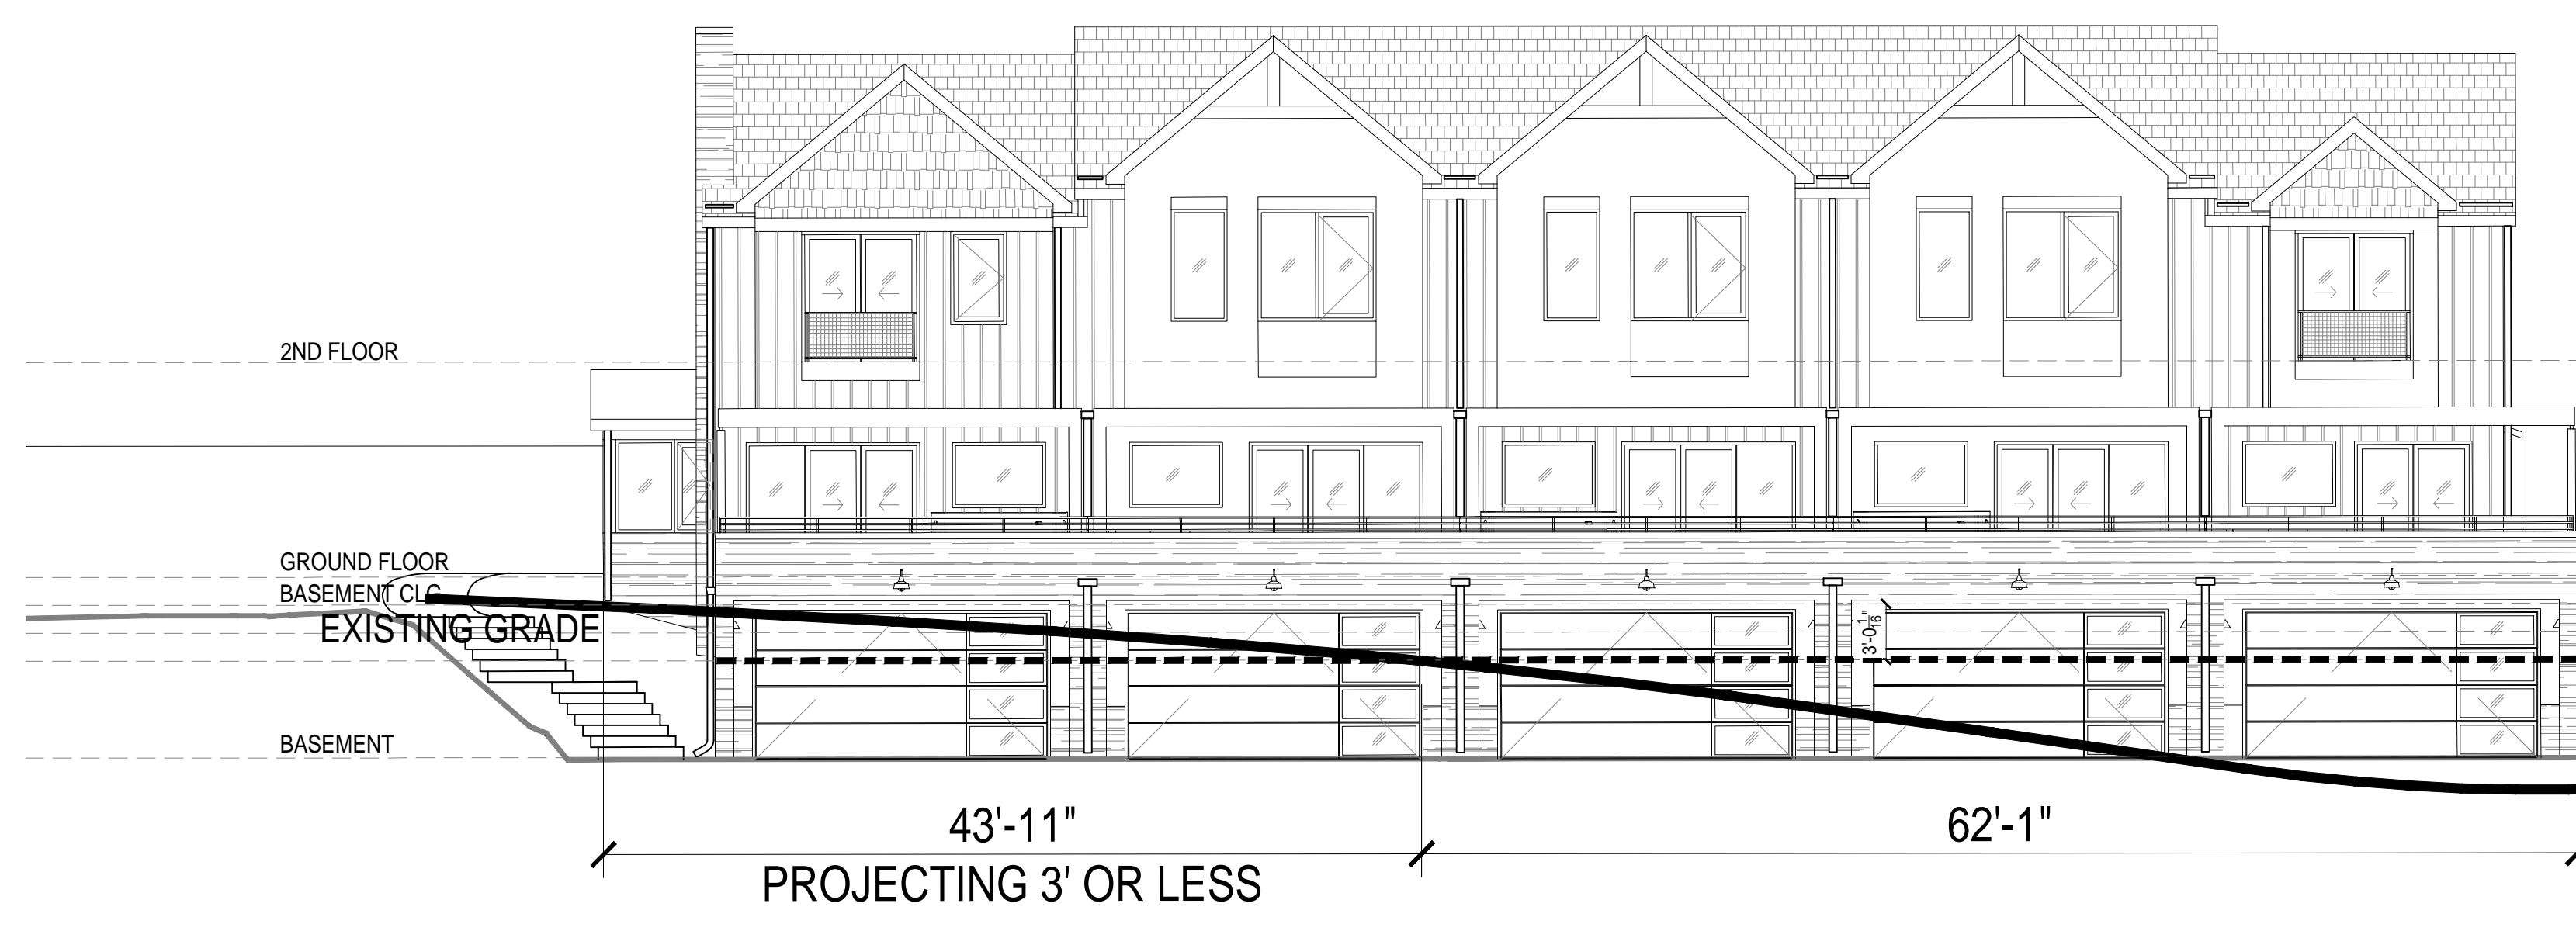 2ND FLOOR
GROUND FLOOR
BASEMENT CLG
EXISTING GRADE
3'-0 1/16"
BASEMENT
43'-11"
62'-1"
PROJECTING 3' OR LESS